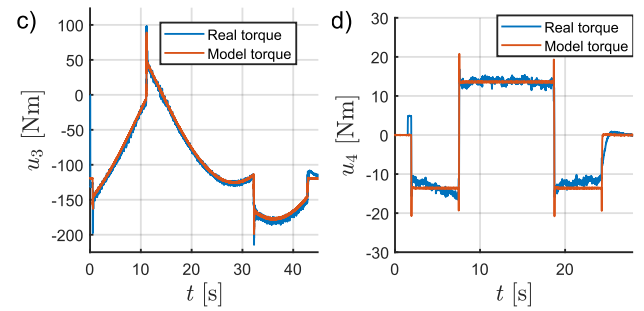 c)
Real torque
Model torque
100
50
0
-50
-100
-150
-200
u3 [Nm]
0 10 20 30 40
t [s]
d)
Real torque
Model torque
30
20
10
0
-10
-20
-30
u4 [Nm]
0 10 20
t [s]